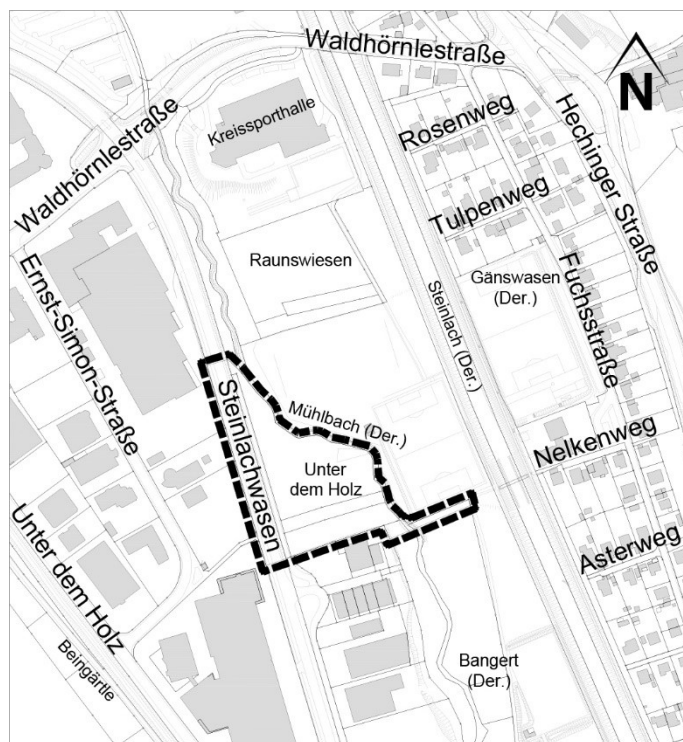 Waldhörnlestraße
N
Waldhörnlestraße
Kreissporthalle
Rosenweg
Hechinger Straße
Tulpenweg
Raunswiesen
Gänswasen
(Der.)
Ernst-Simon-Straße
Steinlach (Der.)
Fuchsstraße
Steinlachwasen
Mühlbach (Der.)
Nelkenweg
Unter
dem Holz
Unter dem Holz
Asterweg
Beingärtle
Bangert
(Der.)